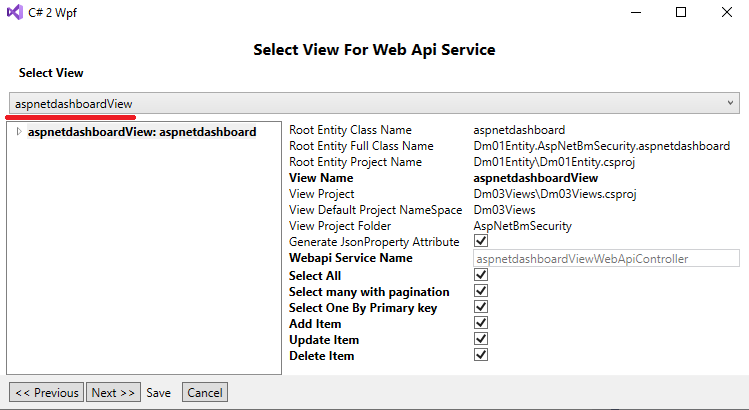 C# 2 Wpf
Select View For Web Api Service
Select View
aspnetdashboardView
aspnetdashboardView: aspnetdashboard
Root Entity Class Name aspnetdashboard
Root Entity Full Class Name Dm01Entity.AspNetBmSecurity.aspnetdashboard
Root Entity Project Name Dm01Entity\Dm01Entity.csproj
View Name aspnetdashboardView
View Project Dm03Views\Dm03Views.csproj
View Default Project NameSpace Dm03Views
View Project Folder AspNetBmSecurity
Generate JsonProperty Attribute
Webapi Service Name aspnetdashboardViewWebApiController
Select All
Select many with pagination
Select One By Primary key
Add Item
Update Item
Delete Item
<< Previous Next >> Save Cancel